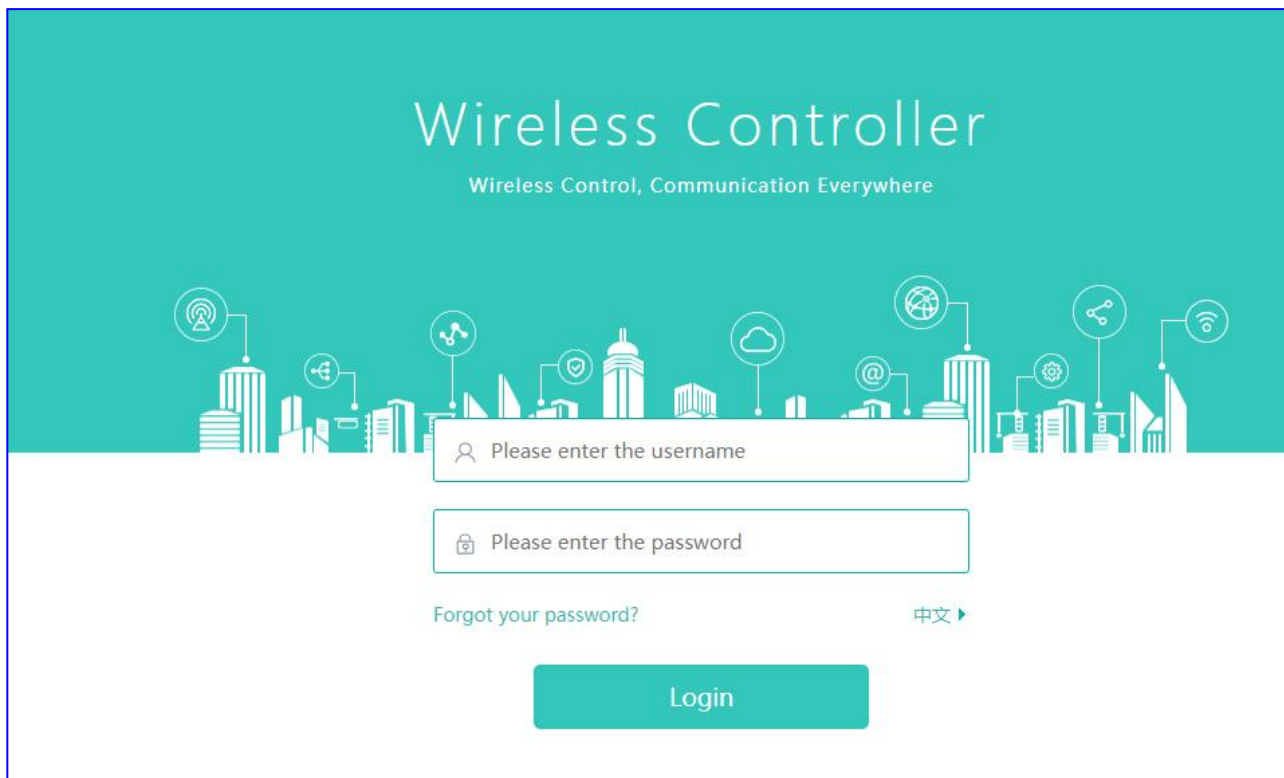 Wireless Controller
Wireless Control, Communication Everywhere
@
Please enter the username
Please enter the password
Forgot your password? 中文
Login